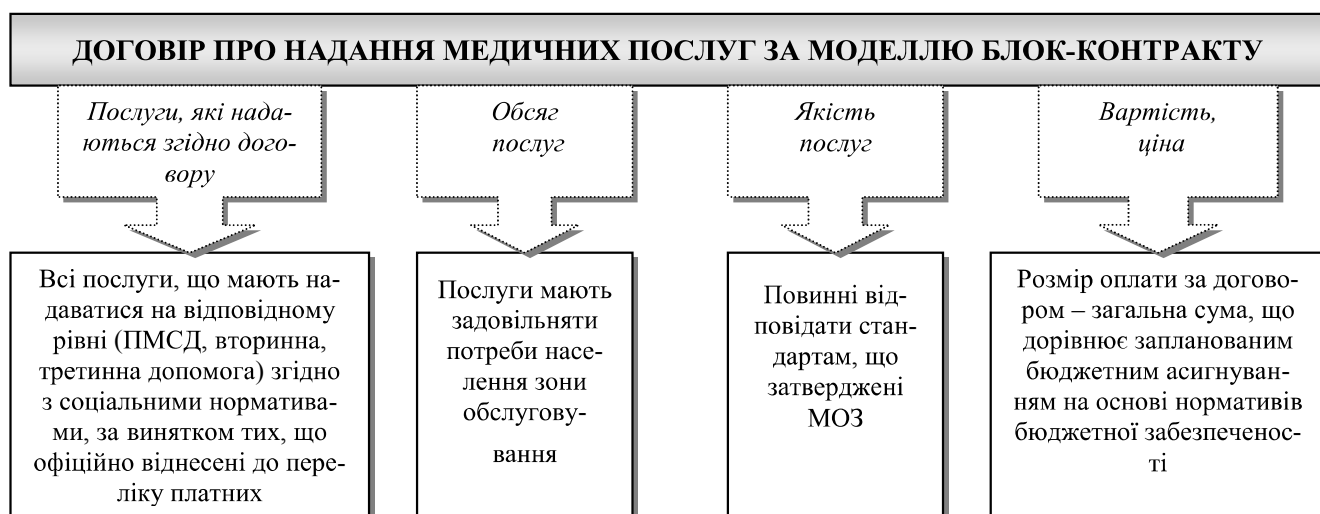 ДОГОВІР ПРО НАДАННЯ МЕДИЧНИХ ПОСЛУГ ЗА МОДЕЛЛЮ БЛОК-КОНТРАКТУ
Послуги, які нада-
ються згідно дого-
вору
Обсяг
послуг
Якість
послуг
Вартість,
ціна
Всі послуги, що мають на-
даватися на відповідному
рівні (ПМСД, вторинна,
третинна допомога) згідно
з соціальними норматива-
ми, за винятком тих, що
офіційно віднесені до пере-
ліку платних
Послуги мають
задовільняти
потреби насе-
лення зони
обслугову-
вання
Повинні від-
повідати стан-
дартам, що
затверджені
МОЗ
Розмір оплати за догово-
ром – загальна сума, що
дорівнює запланованим
бюджетним асигнуван-
ням на основі нормативів
бюджетної забезпеченос-
ті